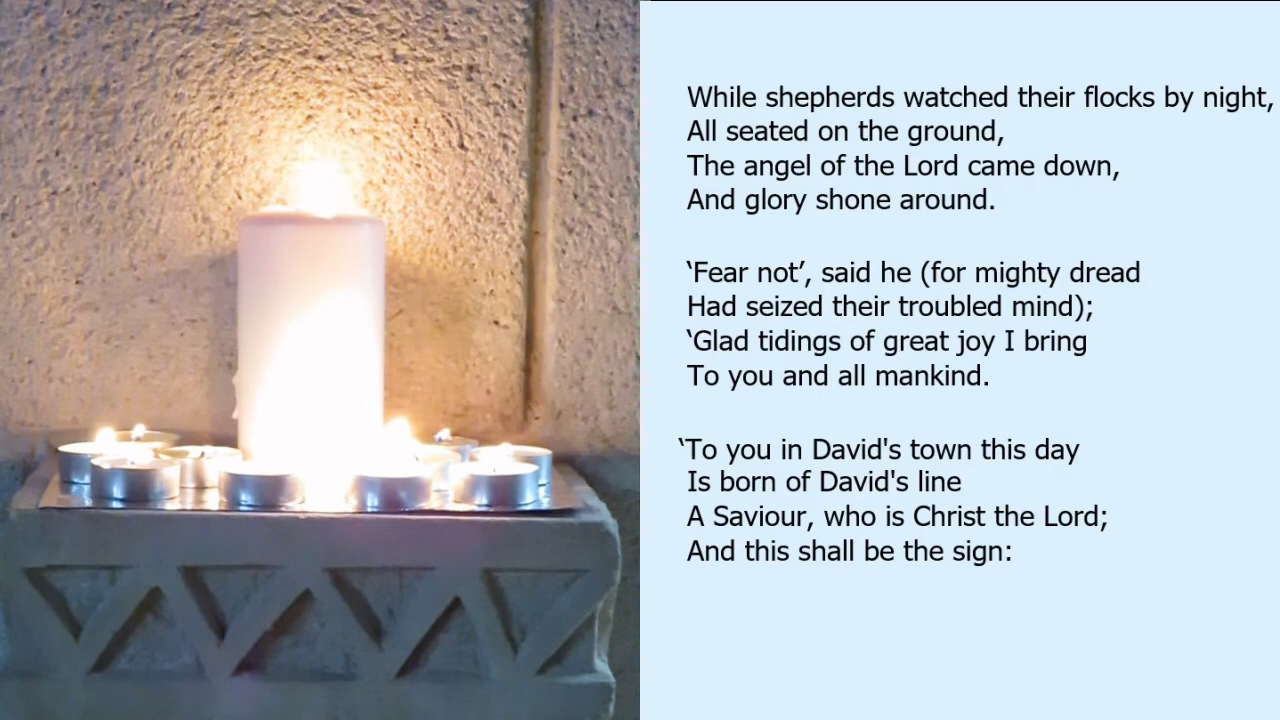 While shepherds watched their flocks by night,
All seated on the ground,
The angel of the Lord came down,
And glory shone around.
‘Fear not’, said he (for mighty dread
Had seized their troubled mind);
‘Glad tidings of great joy I bring
To you and all mankind.
‘To you in David's town this day
Is born of David's line
A Saviour, who is Christ the Lord;
And this shall be the sign: